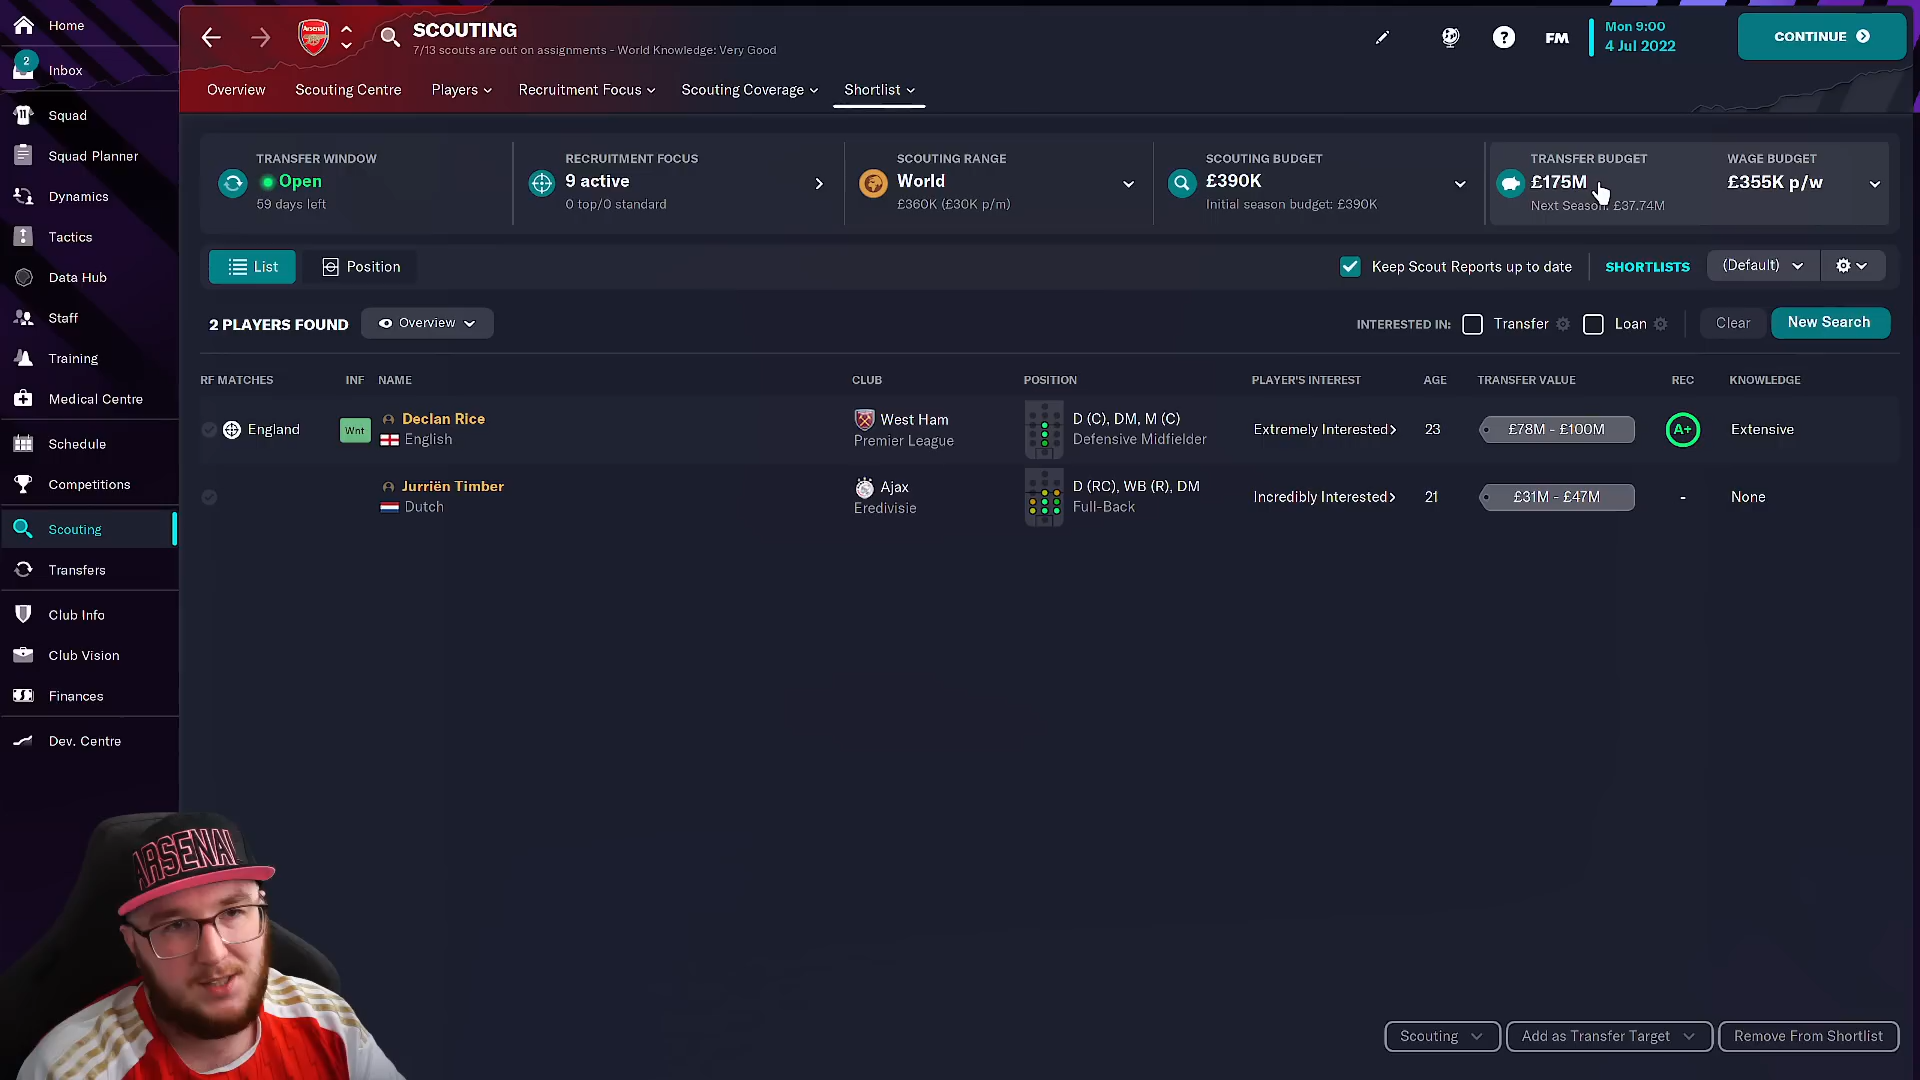 Home
2
Inbox
Squad
Squad Planner
Dynamics
Tactics
Data Hub
Staff
Training
Medical Centre
Schedule
Competitions
Scouting
Transfers
Club Info
Club Vision
Finances
Dev. Centre
Arsenal
SCOUTING
7/13 scouts are out on assignments - World Knowledge: Very Good
FM
Mon 9:00
4 Jul 2022
CONTINUE
Overview Scouting Centre Players Recruitment Focus Scouting Coverage Shortlist
TRANSFER WINDOW
Open
59 days left
RECRUITMENT FOCUS
9 active
0 top/0 standard
SCOUTING RANGE
World
£360K (£30K p/m)
SCOUTING BUDGET
£390K
Initial season budget: £390K
TRANSFER BUDGET
£175M
Next Season: £37.74M
WAGE BUDGET
£355K p/w
List Position
Keep Scout Reports up to date SHORTLISTS (Default)
2 PLAYERS FOUND Overview
INTERESTED IN: Transfer Loan Clear New Search
RF MATCHES INF NAME CLUB POSITION PLAYER'S INTEREST AGE TRANSFER VALUE REC KNOWLEDGE
England Wnt Declan Rice West Ham D (C), DM, M (C) Extremely Interested> 23 £78M - £100M A+ Extensive
English Premier League Defensive Midfielder
Jurriën Timber Ajax D (RC), WB (R), DM Incredibly Interested> 21 £31M - £47M - None
Dutch Eredivisie Full-Back
ARSENAL
Scouting Add as Transfer Target Remove From Shortlist